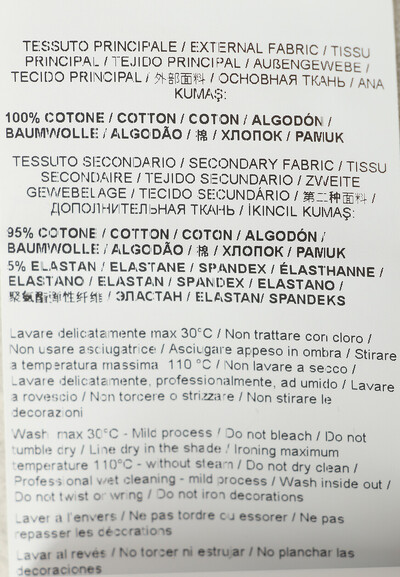 TESSUTO PRINCIPALE / EXTERNAL FABRIC / TISSU
PRINCIPAL / TEJIDO PRINCIPAL / AUßENGEWEBE /
TECIDO PRINCIPAL / 外部面料 / ОСНОВНАЯ ТКАНЬ / ANA
KUMAŞ:
100% COTONE / COTTON / COTON / ALGODÓN /
BAUMWOLLE / ALGODÃO / 棉 / ХЛОПОК / PAMUK
TESSUTO SECONDARIO / SECONDARY FABRIC / TISSU
SECONDAIRE / TEJIDO SECUNDARIO / ZWEITE
GEWEBELAGE / TECIDO SECUNDÁRIO / 第二种面料 /
ДОПОЛНИТЕЛЬНАЯ ТКАНЬ / İKINCIL KUMAŞ:
95% COTONE / COTTON / COTON / ALGODÓN /
BAUMWOLLE / ALGODÃO / 棉 / ХЛОПОК / PAMUK
5% ELASTAN / ELASTANE / SPANDEX / ÉLASTHANNE /
ELASTANO / ELASTAN / SPANDEX / ELASTANO /
聚氨酯弹性纤维 / ЭЛАСТАН / ELASTAN/ SPANDEKS
Lavare delicatamente max 30°C / Non trattare con cloro /
Non usare asciugatrice / Asciugare appeso in ombra / Stirare
a temperatura massima 110 °C / Non lavare a secco /
Lavare delicatamente, professionalmente, ad umido / Lavare
a rovescio / Non torcere o strizzare / Non stirare le
decorazioni
Wash max 30°C - Mild process / Do not bleach / Do not
tumble dry / Line dry in the shade / Ironing maximum
temperature 110°C - without steam / Do not dry clean /
Professional wet cleaning - mild process / Wash inside out /
Do not twist or wring / Do not iron decorations
Laver a l'envers / Ne pas tordre ou essorer / Ne pas
repasser les décorations
Lavar al revés / No torcer ni estrujar / No planchar las
decoraciones